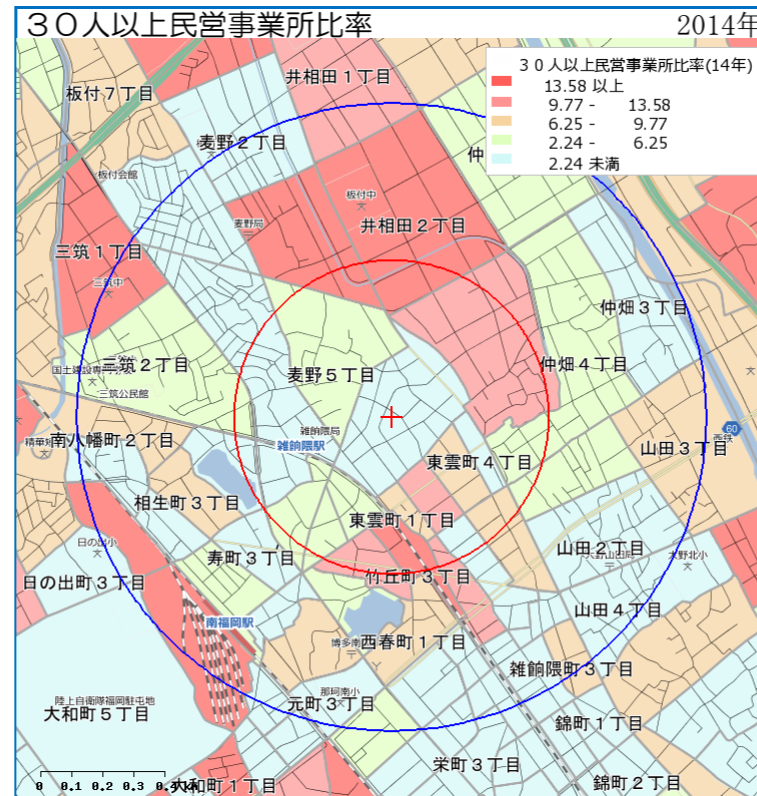 ３０人以上民営事業所比率
2014年
３０人以上民営事業所比率(14年)
13.58 以上
9.77 - 13.58
6.25 - 9.77
2.24 - 6.25
2.24 未満
井相田１丁目
板付７丁目
麦野２丁目
仲
板付会館
板付中
麦野局
井相田２丁目
三筑１丁目
三筑中
仲畑３丁目
三筑２丁目
仲畑４丁目
麦野５丁目
三筑公民館
60
雑餉隈局
雑餉隈駅
西鉄
南八幡町２丁目
精華
山田３丁目
東雲町４丁目
相生町３丁目
東雲町１丁目
日の出小
山田２丁目
大野北小
寿町３丁目
竹丘町３丁目
日の出町３丁目
山田４丁目
南福岡駅
博多南
西春町１丁目
雑餉隈町３丁目
那珂南小
陸上自衛隊福岡駐屯地
元町３丁目
大和町５丁目
錦町１丁目
栄町３丁目
0 0.1 0.2 0.3
大和町１丁目
錦町２丁目